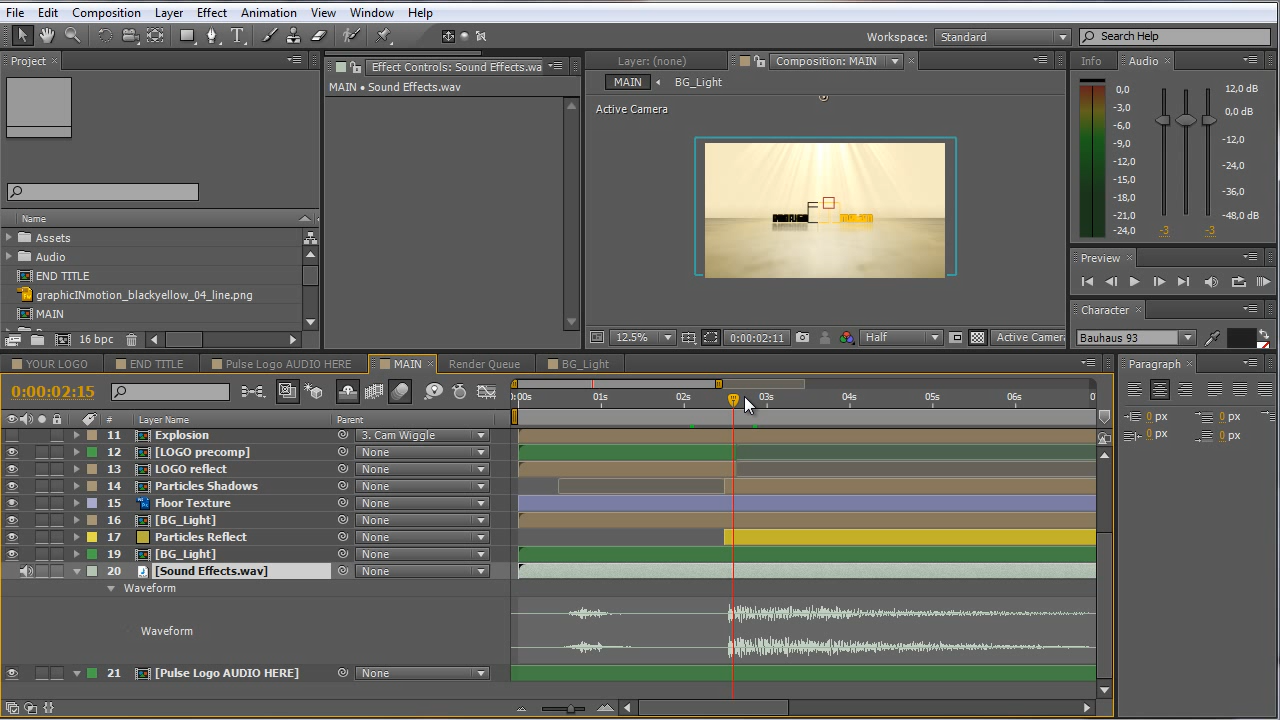 File Edit Composition Layer Effect Animation View Window Help
Workspace: Standard Search Help
Project
Effect Controls: Sound Effects.wa
MAIN • Sound Effects.wav
Layer: (none) Composition: MAIN
MAIN BG_Light
Active Camera
Info Audio
0,0
-3,0
-6,0
-9,0
-12,0
-15,0
-18,0
-21,0
-24,0
12,0 dB
0,0 dB
-12,0
-24,0
-36,0
-48,0 dB
-3 -3
Name
Assets
Audio
END TITLE
graphicINmotion_blackyellow_04_line.png
MAIN
16 bpc
12.5% 0:00:02:11 Half Active Camera
Preview
Character
Bauhaus 93
YOUR LOGO END TITLE Pulse Logo AUDIO HERE MAIN Render Queue BG_Light
Paragraph
0:00:02:15
:00s 01s 02s 03s 04s 05s 06s 0
# Layer Name Parent
11 Explosion 3. Cam Wiggle
12 [LOGO precomp] None
13 LOGO reflect None
14 Particles Shadows None
15 Floor Texture None
16 [BG_Light] None
17 Particles Reflect None
19 [BG_Light] None
20 [Sound Effects.wav] None
Waveform
Waveform
21 [Pulse Logo AUDIO HERE] None
0 px 0 px
0 px 0 px